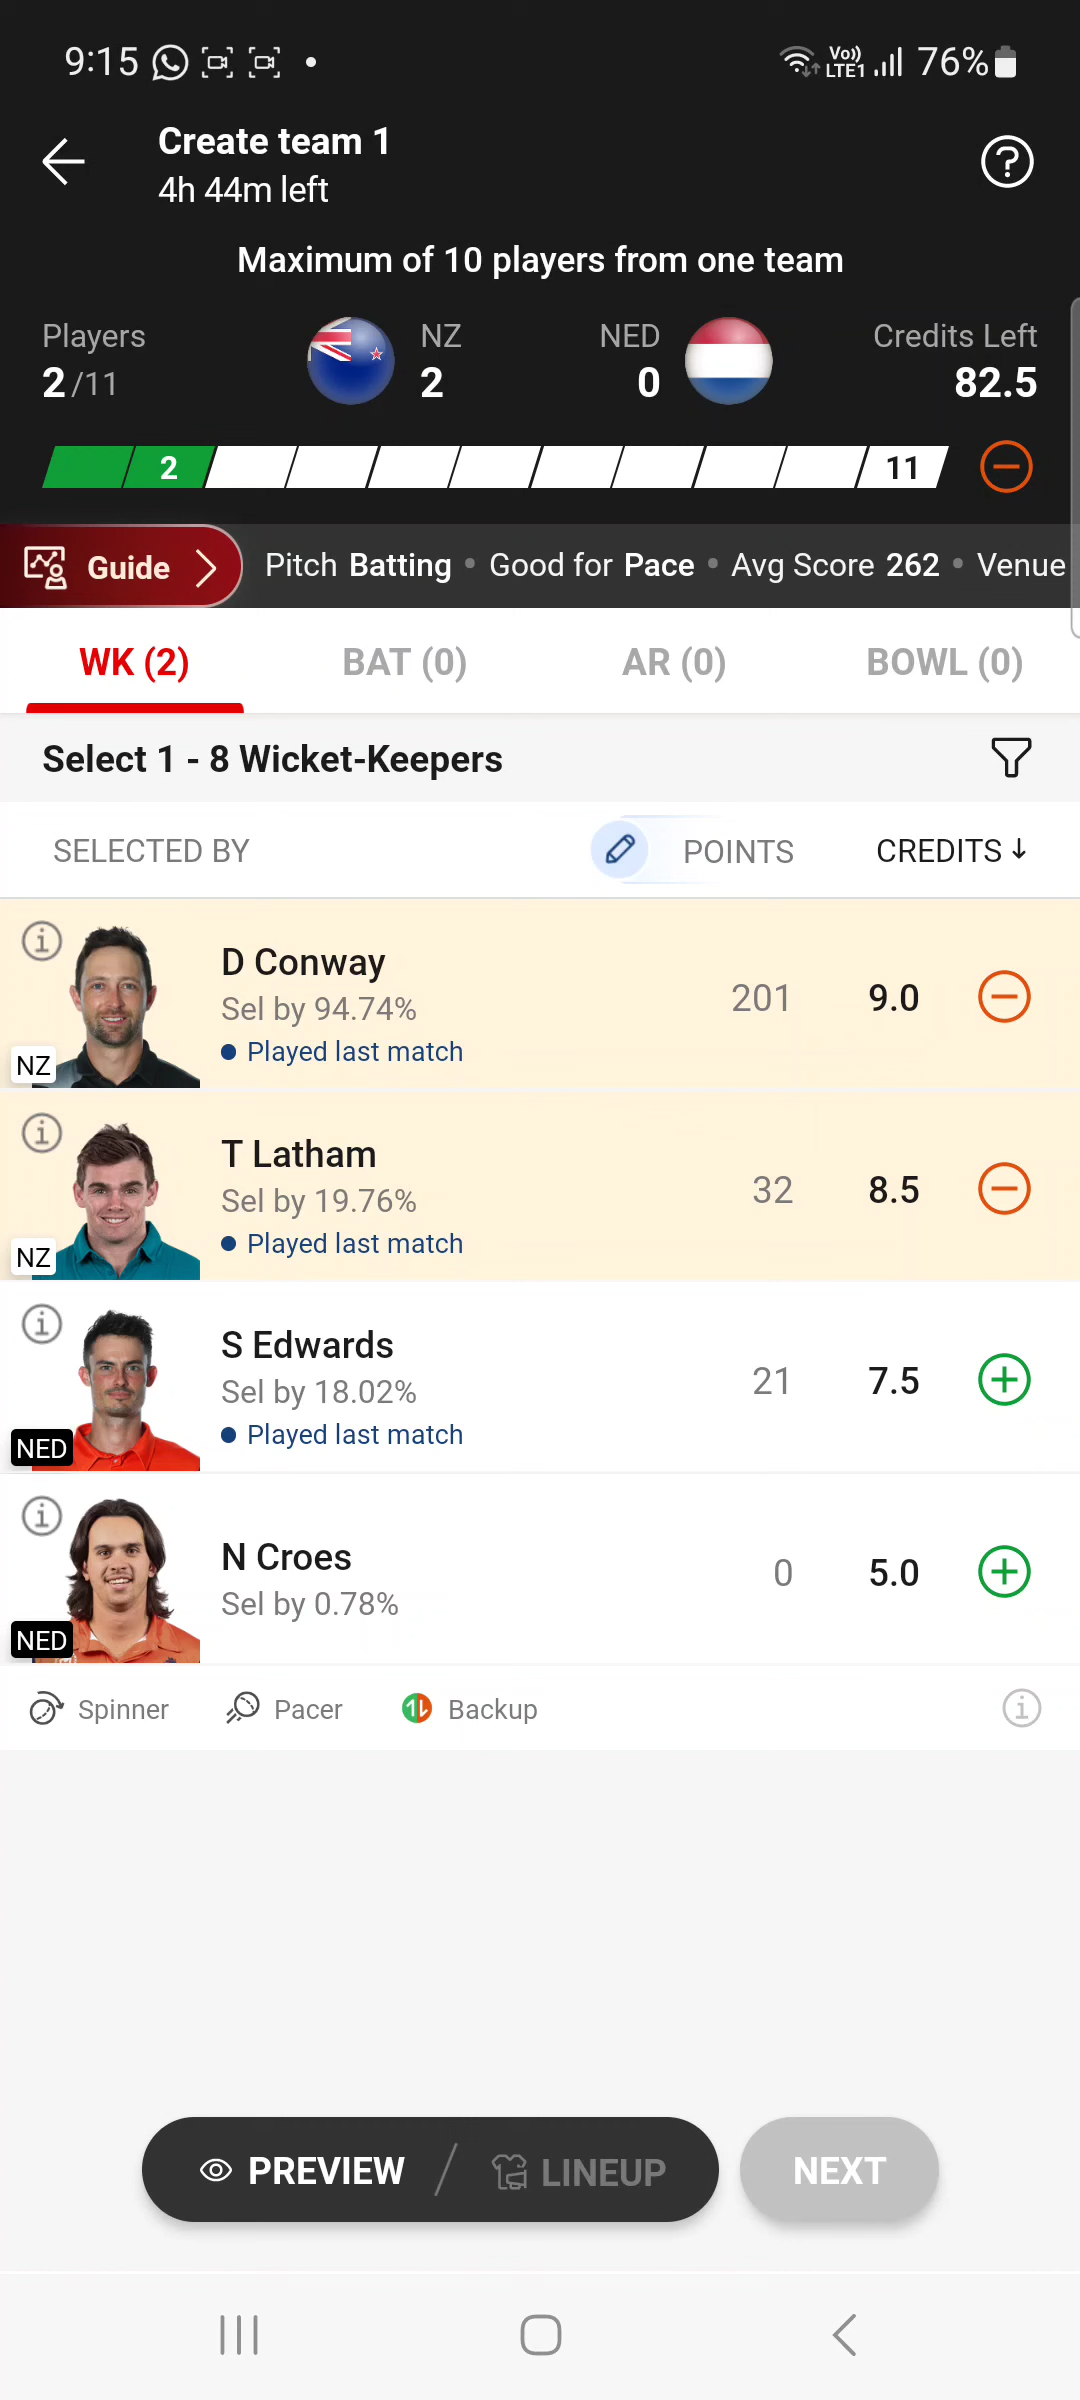 9:15 Vo)) LTE1 76%
Create team 1
4h 44m left
Maximum of 10 players from one team
Players NZ NED Credits Left
2/11 2 0 82.5
2 11
Guide Pitch Batting • Good for Pace • Avg Score 262 • Venue
WK (2) BAT (0) AR (0) BOWL (0)
Select 1 - 8 Wicket-Keepers
SELECTED BY POINTS CREDITS ↓
D Conway
Sel by 94.74% 201 9.0
• Played last match
NZ
T Latham
Sel by 19.76% 32 8.5
• Played last match
NZ
S Edwards
Sel by 18.02% 21 7.5
• Played last match
NED
N Croes
Sel by 0.78% 0 5.0
NED
Spinner Pacer Backup
PREVIEW / LINEUP NEXT